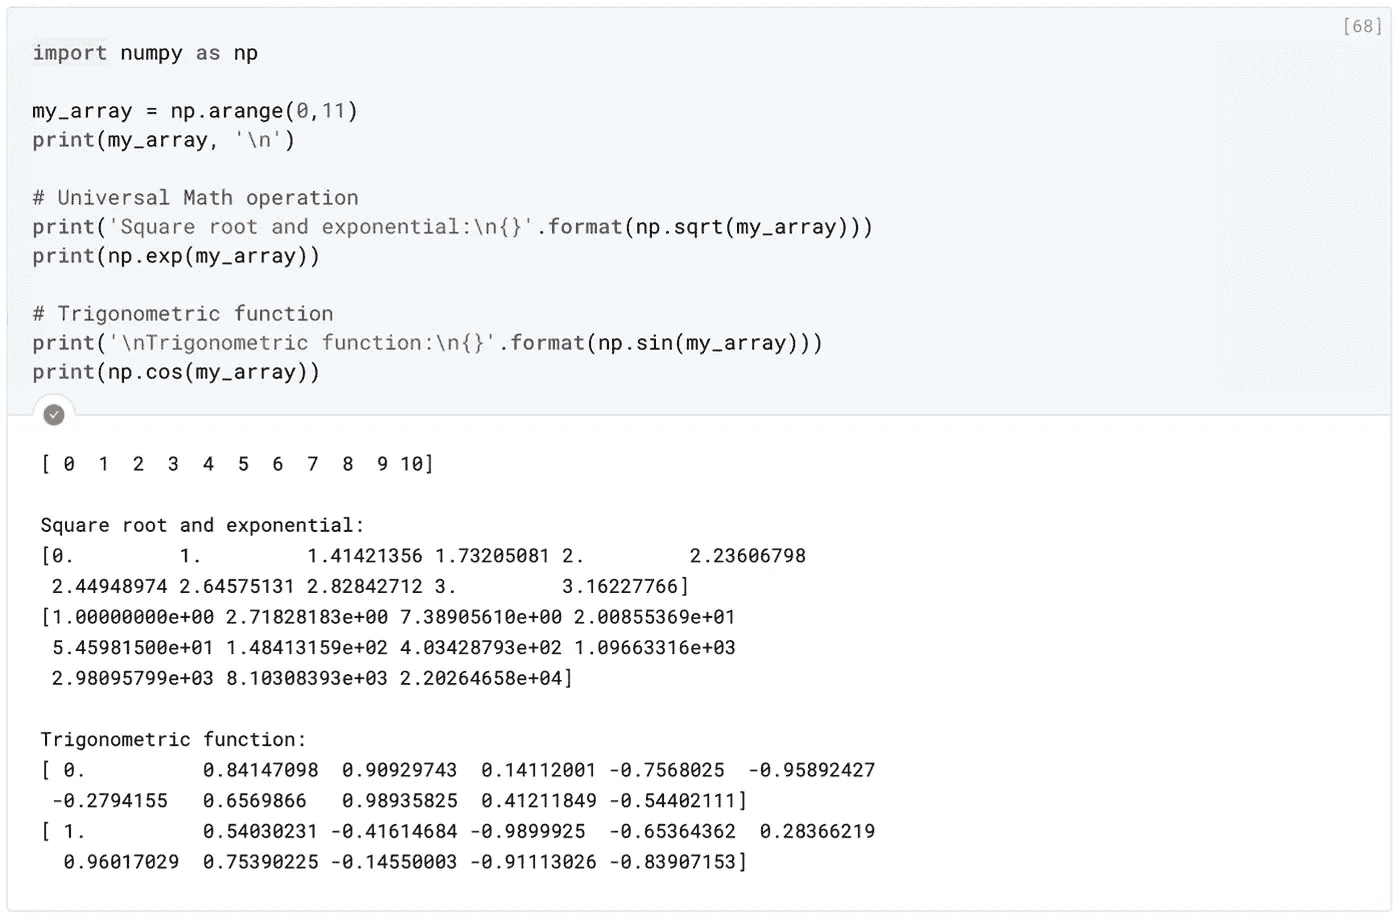 [68]
import numpy as np
my_array = np.arange(0,11)
print(my_array, '\n')
# Universal Math operation
print('Square root and exponential:\n{}'.format(np.sqrt(my_array)))
print(np.exp(my_array))
# Trigonometric function
print('\nTrigonometric function:\n{}'.format(np.sin(my_array)))
print(np.cos(my_array))
[ 0  1  2  3  4  5  6  7  8  9 10]
Square root and exponential:
[0.         1.         1.41421356 1.73205081 2.         2.23606798
 2.44948974 2.64575131 2.82842712 3.         3.16227766]
[1.00000000e+00 2.71828183e+00 7.38905610e+00 2.00855369e+01
 5.45981500e+01 1.48413159e+02 4.03428793e+02 1.09663316e+03
 2.98095799e+03 8.10308393e+03 2.20264658e+04]
Trigonometric function:
[ 0.          0.84147098  0.90929743  0.14112001 -0.7568025  -0.95892427
 -0.2794155   0.6569866   0.98935825  0.41211849 -0.54402111]
[ 1.          0.54030231 -0.41614684 -0.9899925  -0.65364362  0.28366219
  0.96017029  0.75390225 -0.14550003 -0.91113026 -0.83907153]